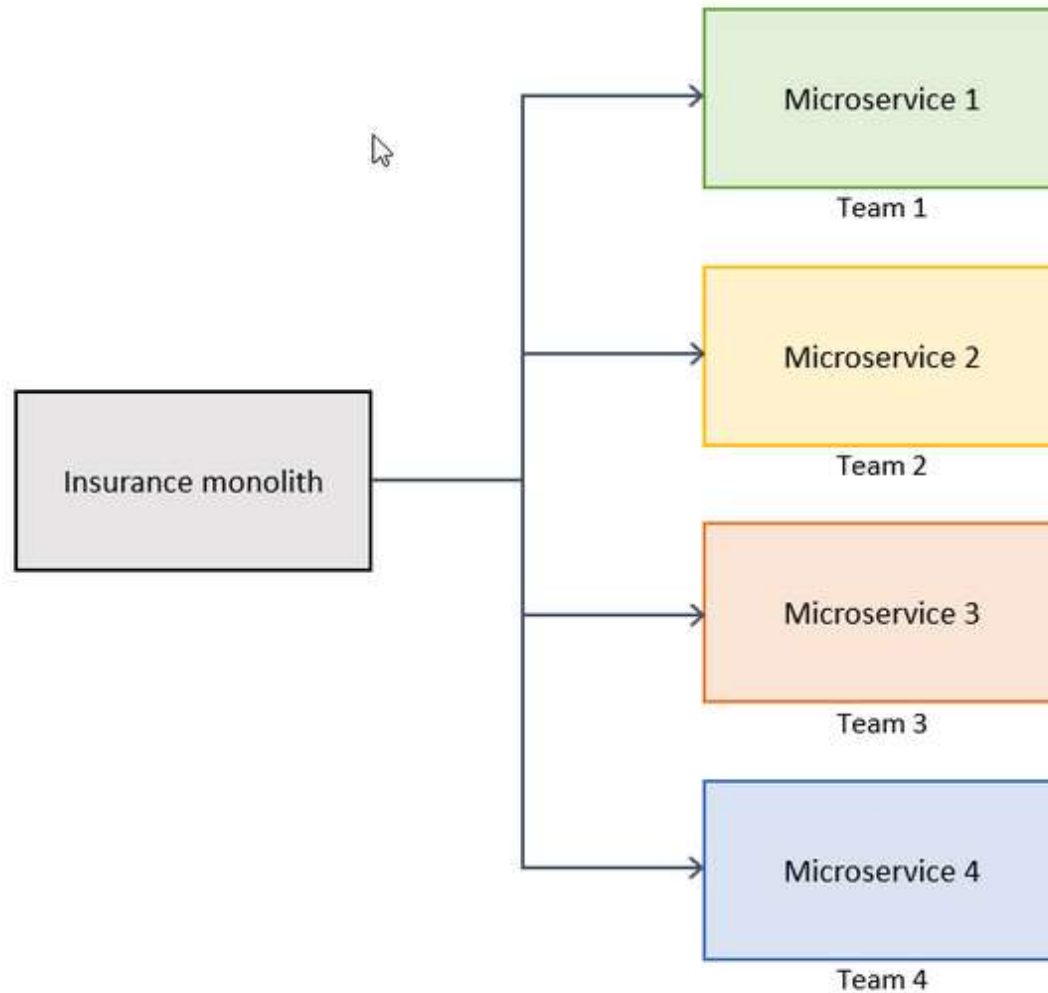 Microservice 1
Team 1
Microservice 2
Team 2
Insurance monolith
Microservice 3
Team 3
Microservice 4
Team 4